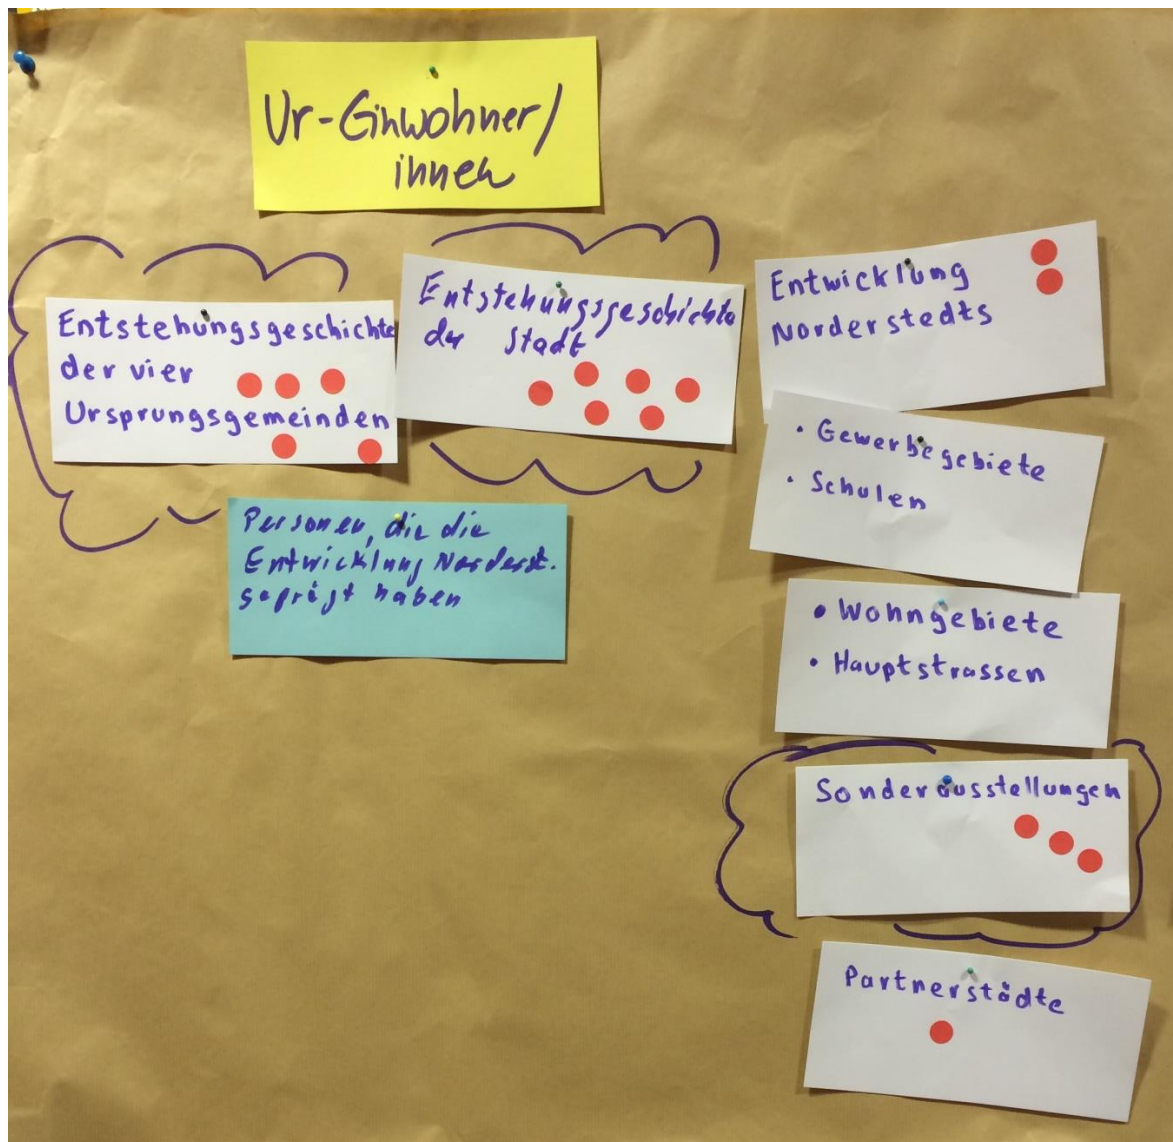 Ur-Einwohner/
innen
Entstehungsgeschichte
der vier
Ursprungsgemeinden
Entstehungsgeschichte
der Stadt
Personen, die die
Entwicklung Norderst.
geprägt haben
Entwicklung
Norderstedts
• Gewerbegebiete
• Schulen
• Wohngebiete
• Hauptstrassen
Sonderausstellungen
Partnerstädte